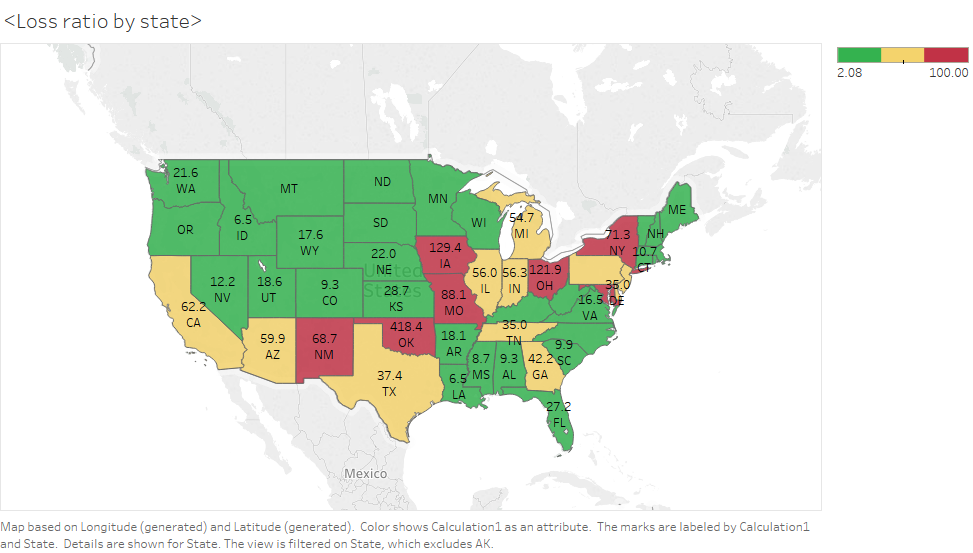 <Loss ratio by state>
2.08 100.00
21.6
WA
MT
ND
MN
ME
OR
6.5
ID
17.6
WY
SD
WI
54.7
MI
71.3
NY
NH
10.7
CT
22.0
NE
129.4
IA
United
States
12.2
NV
18.6
UT
9.3
CO
28.7
KS
88.1
MO
56.0
IL
56.3
IN
121.9
OH
35.0
DE
16.5
VA
62.2
CA
59.9
AZ
68.7
NM
418.4
OK
18.1
AR
35.0
TN
9.9
SC
37.4
TX
6.5
LA
8.7
MS
9.3
AL
42.2
GA
27.2
FL
Mexico
Map based on Longitude (generated) and Latitude (generated). Color shows Calculation1 as an attribute. The marks are labeled by Calculation1
and State. Details are shown for State. The view is filtered on State, which excludes AK.